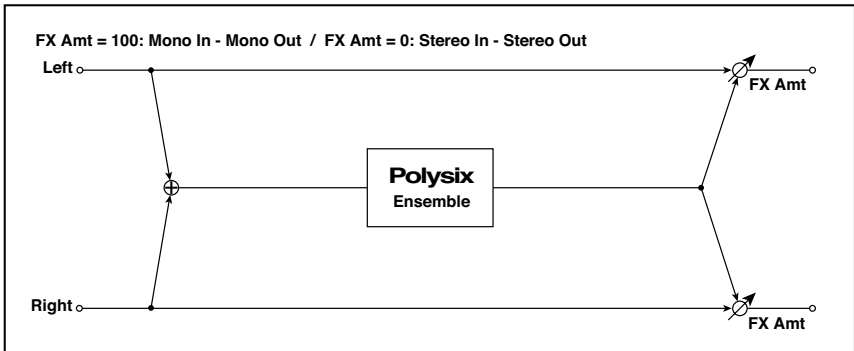 FX Amt = 100: Mono In - Mono Out / FX Amt = 0: Stereo In - Stereo Out
Left
FX Amt
Polysix
Ensemble
Right
FX Amt